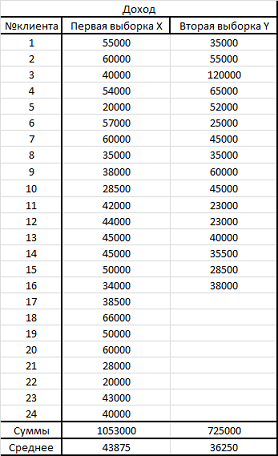 Доход
№клиента Первая выборка X Вторая выборка Y
1 55000 35000
2 60000 55000
3 40000 120000
4 54000 65000
5 20000 52000
6 57000 25000
7 60000 45000
8 35000 35000
9 38000 60000
10 28500 45000
11 42000 23000
12 44000 23000
13 45000 40000
14 45000 35500
15 50000 28500
16 34000 38000
17 38500
18 66000
19 50000
20 60000
21 28000
22 20000
23 43000
24 40000
Суммы 1053000 725000
Среднее 43875 36250